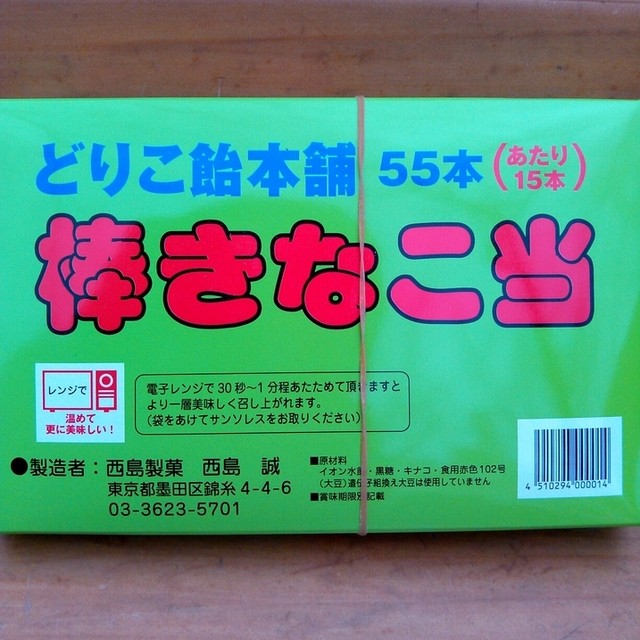 どりこ飴本舗 55本(あたり15本)
棒きなこ当
レンジで
温めて
更に美味しい!
電子レンジで30秒～1分程あたためて頂きますと
より一層美味しく召し上がれます。
(袋をあけてサンソレスをお取りください)
●製造者:西島製菓 西島 誠
東京都墨田区錦糸4-4-6
03-3623-5701
■原材料
イオン水飴・黒糖・キナコ・食用赤色102号
(大豆)遺伝子組換え大豆は使用していません
■賞味期限別記載
4 510294 000014